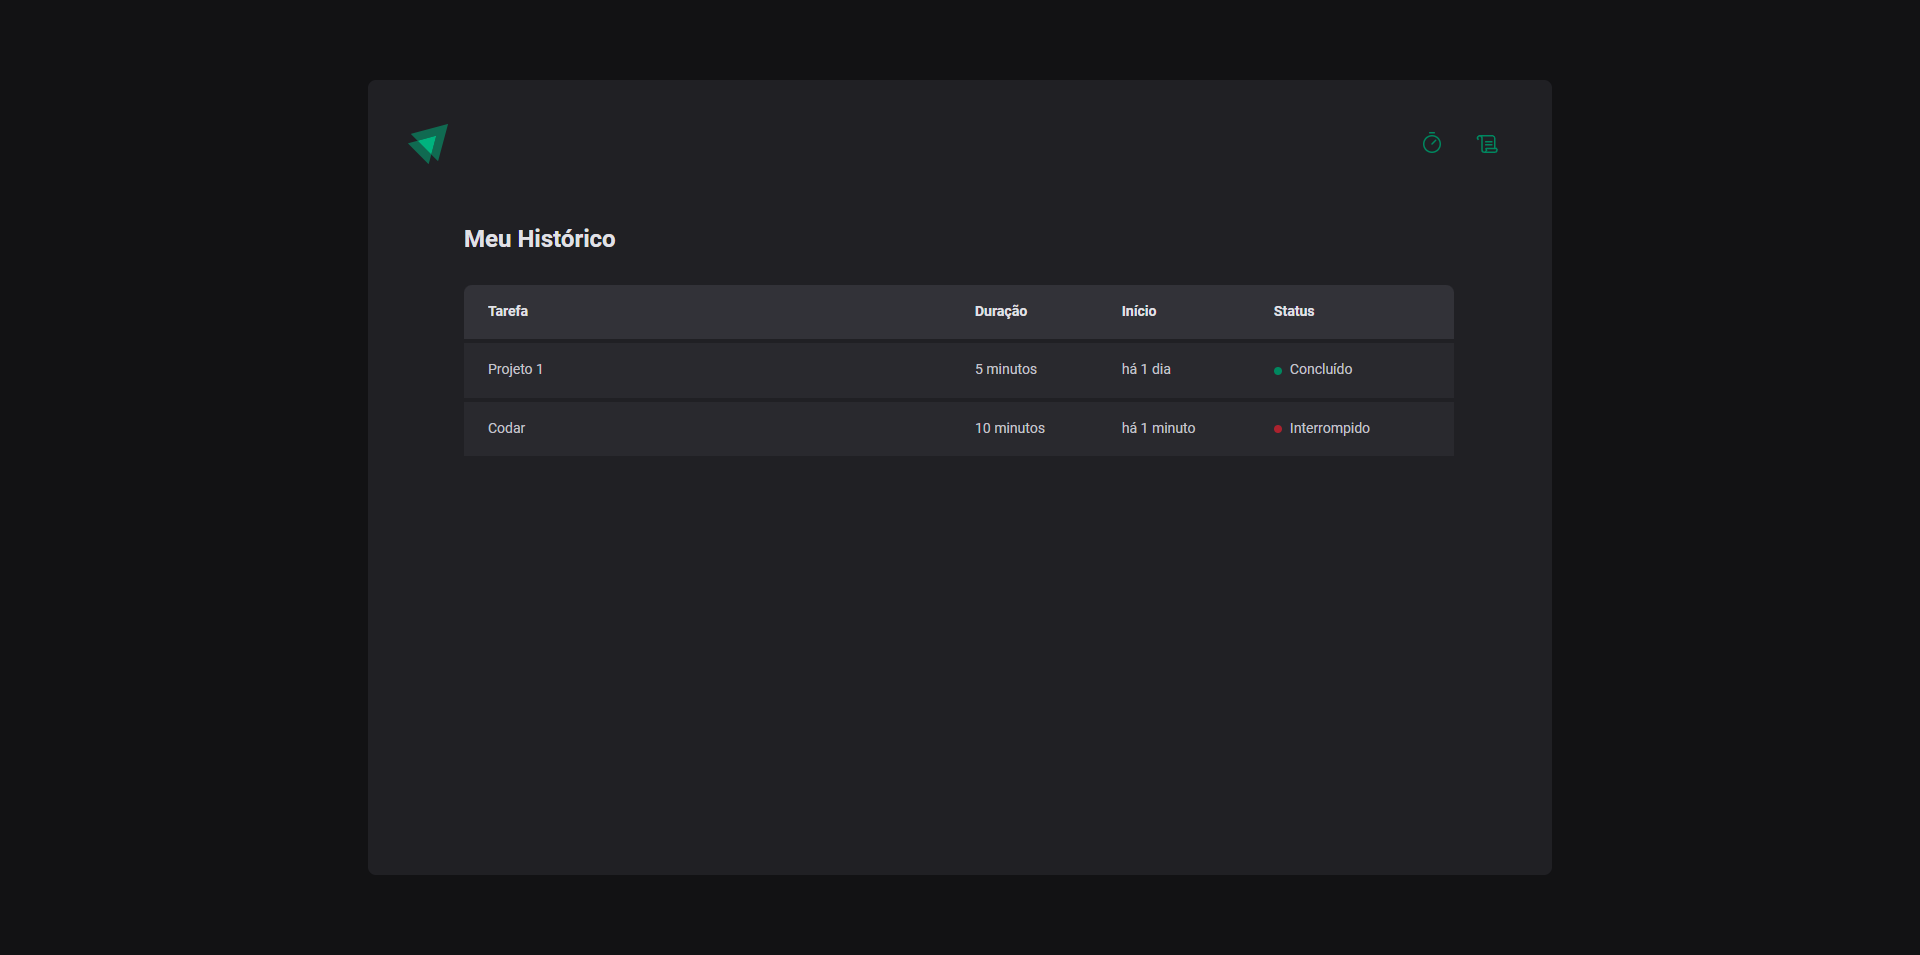 Meu Histórico
Tarefa Duração Início Status
Projeto 1 5 minutos há 1 dia Concluído
Codar 10 minutos há 1 minuto Interrompido